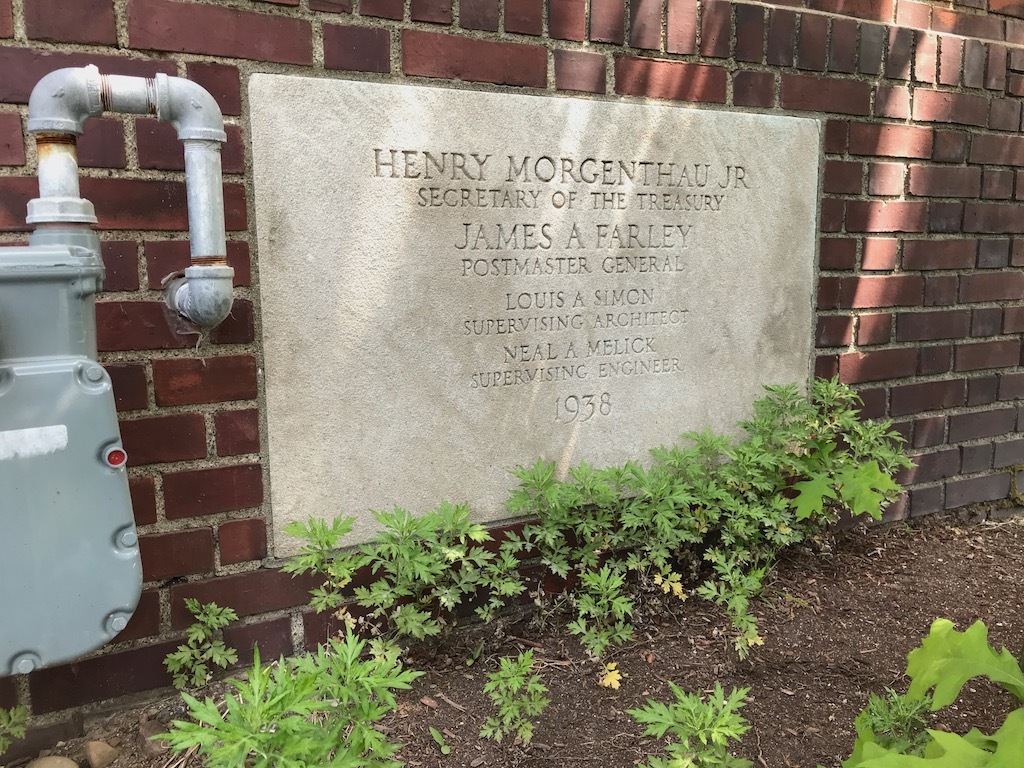 HENRY MORGENTHAU JR
SECRETARY OF THE TREASURY
JAMES A FARLEY
POSTMASTER GENERAL
LOUIS A SIMON
SUPERVISING ARCHITECT
NEAL A MELICK
SUPERVISING ENGINEER
1938